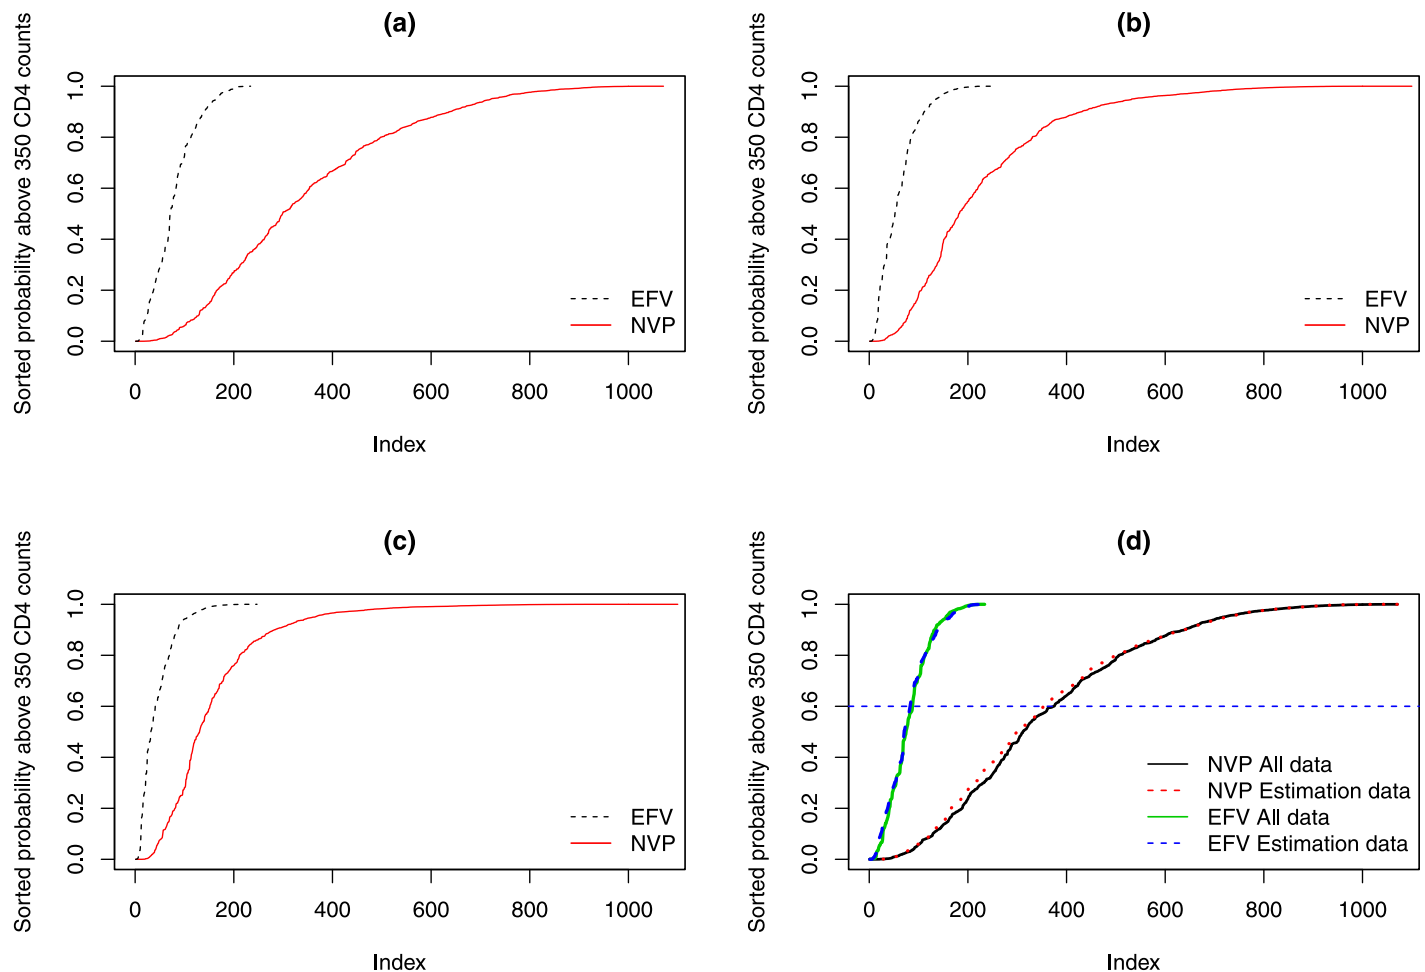 (a)
Sorted probability above 350 CD4 counts
1.0
0.8
0.6
0.4
0.2
0.0
EFV
NVP
0 200 400 600 800 1000
Index
(b)
Sorted probability above 350 CD4 counts
1.0
0.8
0.6
0.4
0.2
0.0
EFV
NVP
0 200 400 600 800 1000
Index
(c)
Sorted probability above 350 CD4 counts
1.0
0.8
0.6
0.4
0.2
0.0
EFV
NVP
0 200 400 600 800 1000
Index
(d)
Sorted probability above 350 CD4 counts
1.0
0.8
0.6
0.4
0.2
0.0
NVP All data
NVP Estimation data
EFV All data
EFV Estimation data
0 200 400 600 800 1000
Index